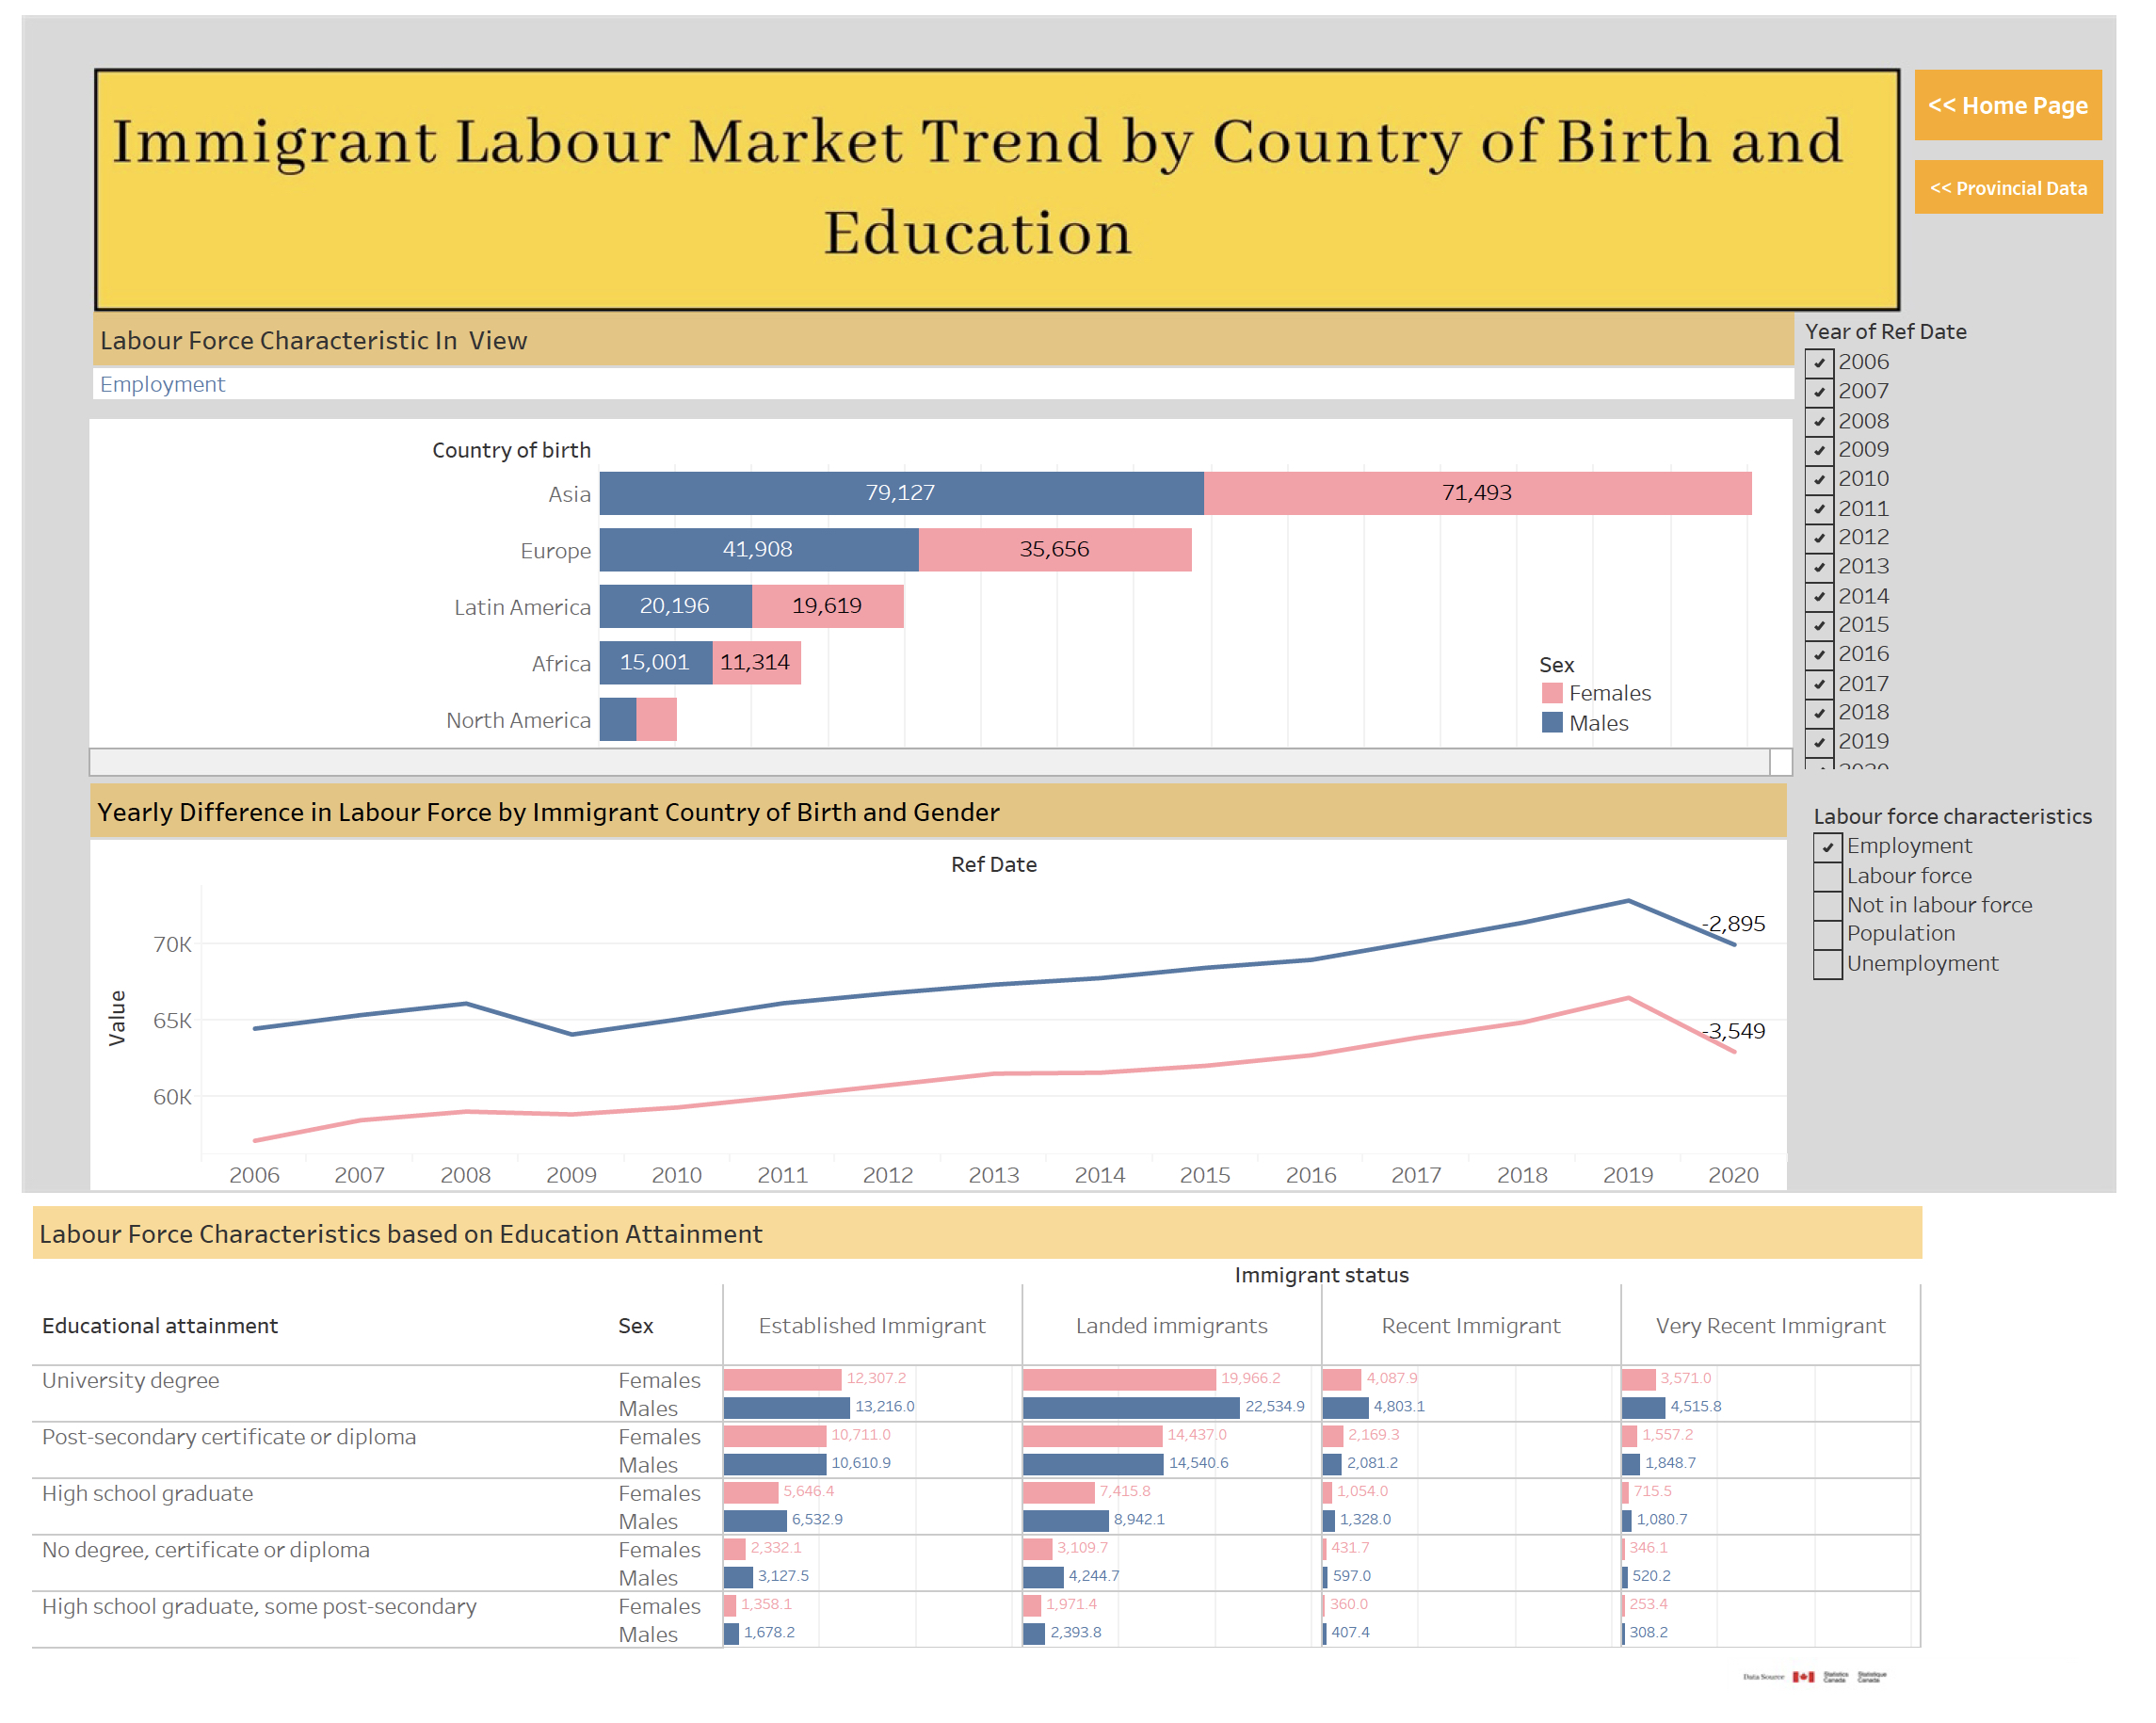 Immigrant Labour Market Trend by Country of Birth and
Education
<< Home Page
<< Provincial Data
Labour Force Characteristic In View
Employment
Year of Ref Date
2006
2007
2008
2009
2010
2011
2012
2013
2014
2015
2016
2017
2018
2019
2020
Country of birth
Asia 79,127 71,493
Europe 41,908 35,656
Latin America 20,196 19,619
Africa 15,001 11,314
North America
Sex
Females
Males
Yearly Difference in Labour Force by Immigrant Country of Birth and Gender
Labour force characteristics
Employment
Labour force
Not in labour force
Population
Unemployment
Ref Date
Value
70K
65K
60K
-2,895
-3,549
2006 2007 2008 2009 2010 2011 2012 2013 2014 2015 2016 2017 2018 2019 2020
Labour Force Characteristics based on Education Attainment
Immigrant status
Educational attainment Sex Established Immigrant Landed immigrants Recent Immigrant Very Recent Immigrant
University degree Females 12,307.2 19,966.2 4,087.9 3,571.0
Males 13,216.0 22,534.9 4,803.1 4,515.8
Post-secondary certificate or diploma Females 10,711.0 14,437.0 2,169.3 1,557.2
Males 10,610.9 14,540.6 2,081.2 1,848.7
High school graduate Females 5,646.4 7,415.8 1,054.0 715.5
Males 6,532.9 8,942.1 1,328.0 1,080.7
No degree, certificate or diploma Females 2,332.1 3,109.7 431.7 346.1
Males 3,127.5 4,244.7 597.0 520.2
High school graduate, some post-secondary Females 1,358.1 1,971.4 360.0 253.4
Males 1,678.2 2,393.8 407.4 308.2
Data Source Statistics Statistique
Canada Canada